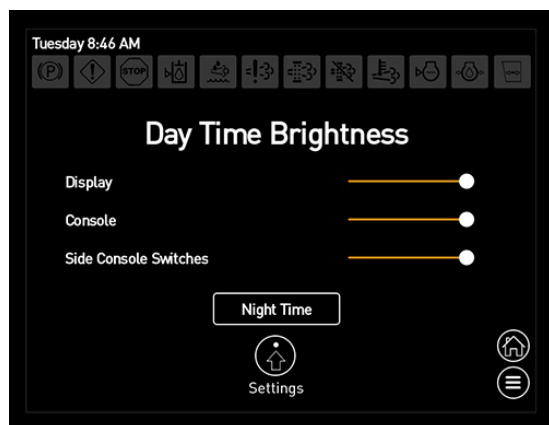 Tuesday 8:46 AM
(P)
STOP
Day Time Brightness
Display
Console
Side Console Switches
Night Time
Settings